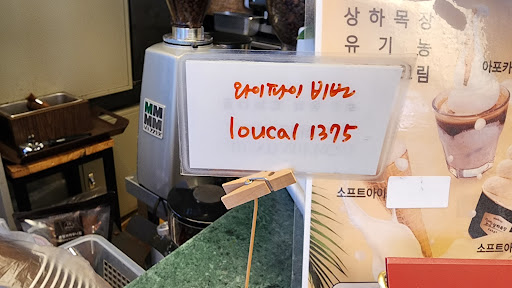 와이파이 비번
loucal 1375
상하목장
유기농
크림
아포카
소프트아이
소프트아